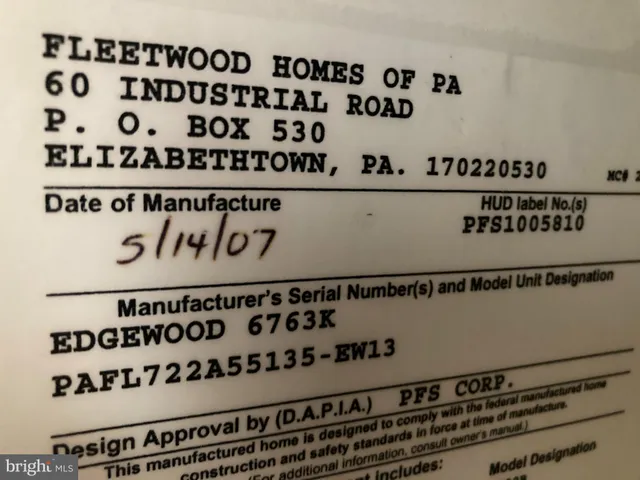 FLEETWOOD HOMES OF PA
60 INDUSTRIAL ROAD
P. O. BOX 530
ELIZABETHTOWN, PA. 170220530
MC# 2
Date of Manufacture
HUD label No.(s)
5/14/07
PFS1005810
Manufacturer's Serial Number(s) and Model Unit Designation
EDGEWOOD 6763K
PAFL722A55135-EW13
Design Approval by (D.A.P.I.A.) PFS CORP.
This manufactured home is designed to comply with the federal manufactured home
construction and safety standards in force at time of manufacture.
(For additional information, consult owner's manual.)
includes:
Model Designation
bright MLS